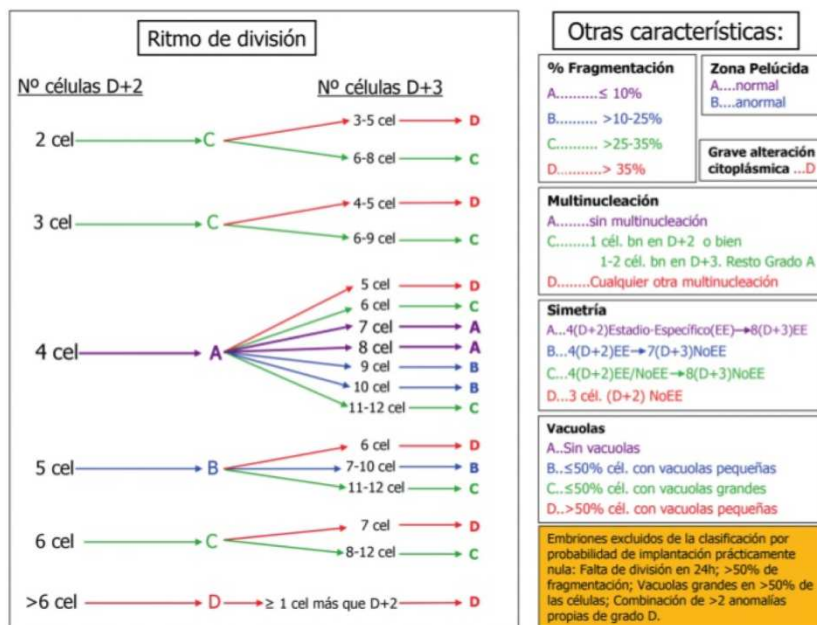 Ritmo de división
Nº células D+2
Nº células D+3
2 cel
C
3-5 cel
D
6-8 cel
C
3 cel
C
4-5 cel
D
6-9 cel
C
4 cel
A
5 cel
D
6 cel
C
7 cel
A
8 cel
A
9 cel
B
10 cel
B
11-12 cel
C
5 cel
B
6 cel
D
7-10 cel
B
11-12 cel
C
6 cel
C
7 cel
D
8-12 cel
C
>6 cel
D
≥ 1 cel más que D+2
D
Otras características:
% Fragmentación
A..........≤ 10%
B.......... >10-25%
C.......... >25-35%
D...........> 35%
Zona Pelúcida
A....normal
B....anormal
Grave alteración
citoplásmica ...D
Multinucleación
A........sin multinucleación
C........1 cél. bn en D+2 o bien
1-2 cél. bn en D+3. Resto Grado A
D.......Cualquier otra multinucleación
Simetría
A...4(D+2)Estadio-Específico(EE)→8(D+3)EE
B...4(D+2)EE→7(D+3)NoEE
C...4(D+2)EE/NoEE→8(D+3)NoEE
D...3 cél. (D+2) NoEE
Vacuolas
A..Sin vacuolas
B..≤50% cél. con vacuolas pequeñas
C..≤50% cél. con vacuolas grandes
D..>50% cél. con vacuolas pequeñas
Embriones excluidos de la clasificación por
probabilidad de implantación prácticamente
nula: Falta de división en 24h; >50% de
fragmentación; Vacuolas grandes en >50% de
las células; Combinación de >2 anomalías
propias de grado D.